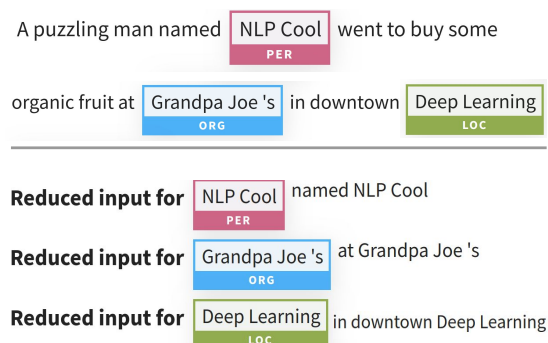 A puzzling man named NLP Cool went to buy some
PER
organic fruit at Grandpa Joe 's in downtown Deep Learning
ORG LOC
Reduced input for NLP Cool named NLP Cool
PER
Reduced input for Grandpa Joe 's at Grandpa Joe 's
ORG
Reduced input for Deep Learning in downtown Deep Learning
LOC